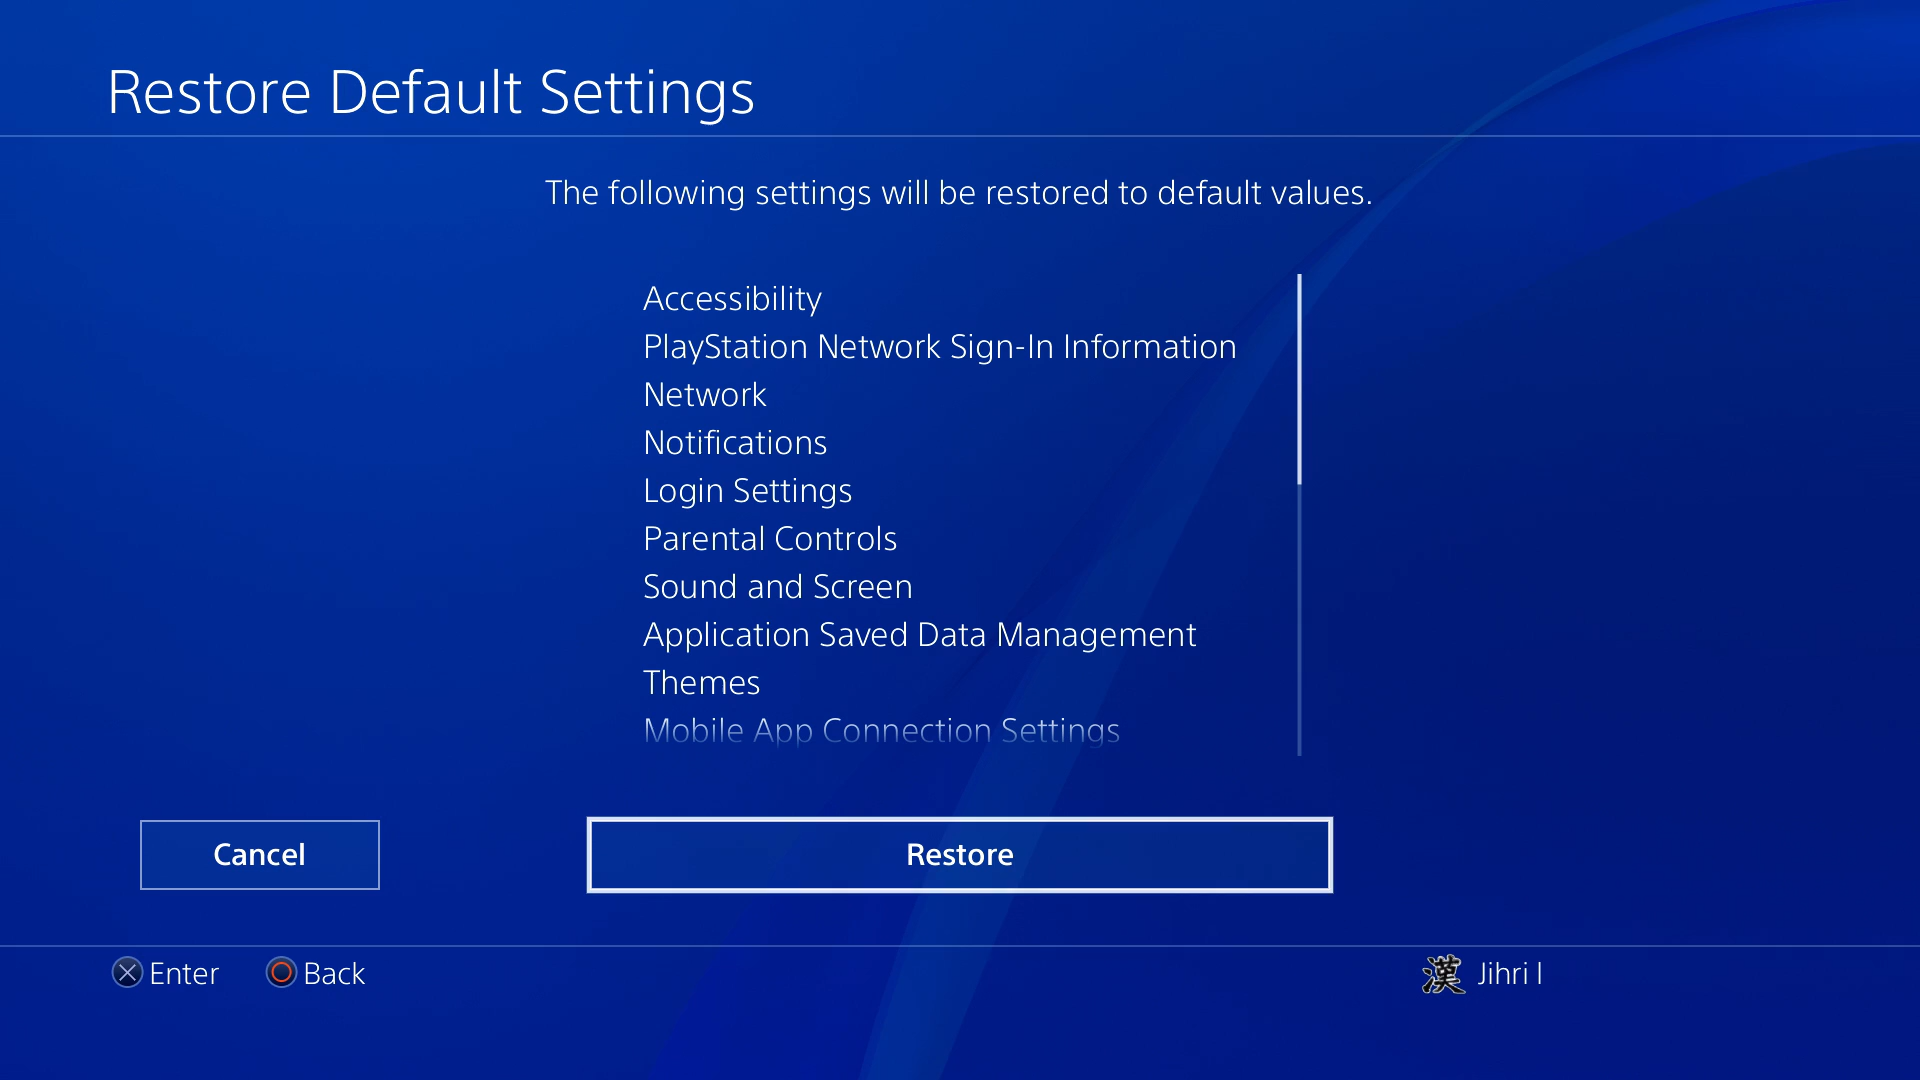 Restore Default Settings
The following settings will be restored to default values.
Accessibility
PlayStation Network Sign-In Information
Network
Notifications
Login Settings
Parental Controls
Sound and Screen
Application Saved Data Management
Themes
Mobile App Connection Settings
Cancel
Restore
Enter
Back
漢 Jihri l